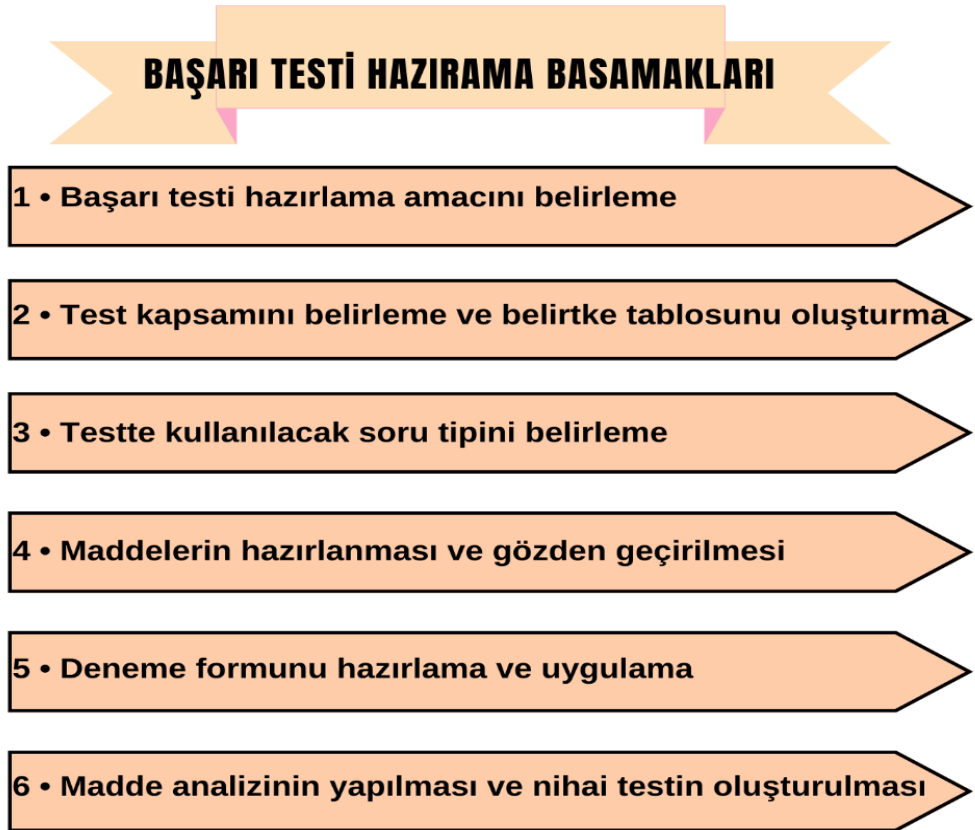 BAŞARI TESTİ HAZIRAMA BASAMAKLARI
1 • Başarı testi hazırlama amacını belirleme
2 • Test kapsamını belirleme ve belirtke tablosunu oluşturma
3 • Testte kullanılacak soru tipini belirleme
4 • Maddelerin hazırlanması ve gözden geçirilmesi
5 • Deneme formunu hazırlama ve uygulama
6 • Madde analizinin yapılması ve nihai testin oluşturulması